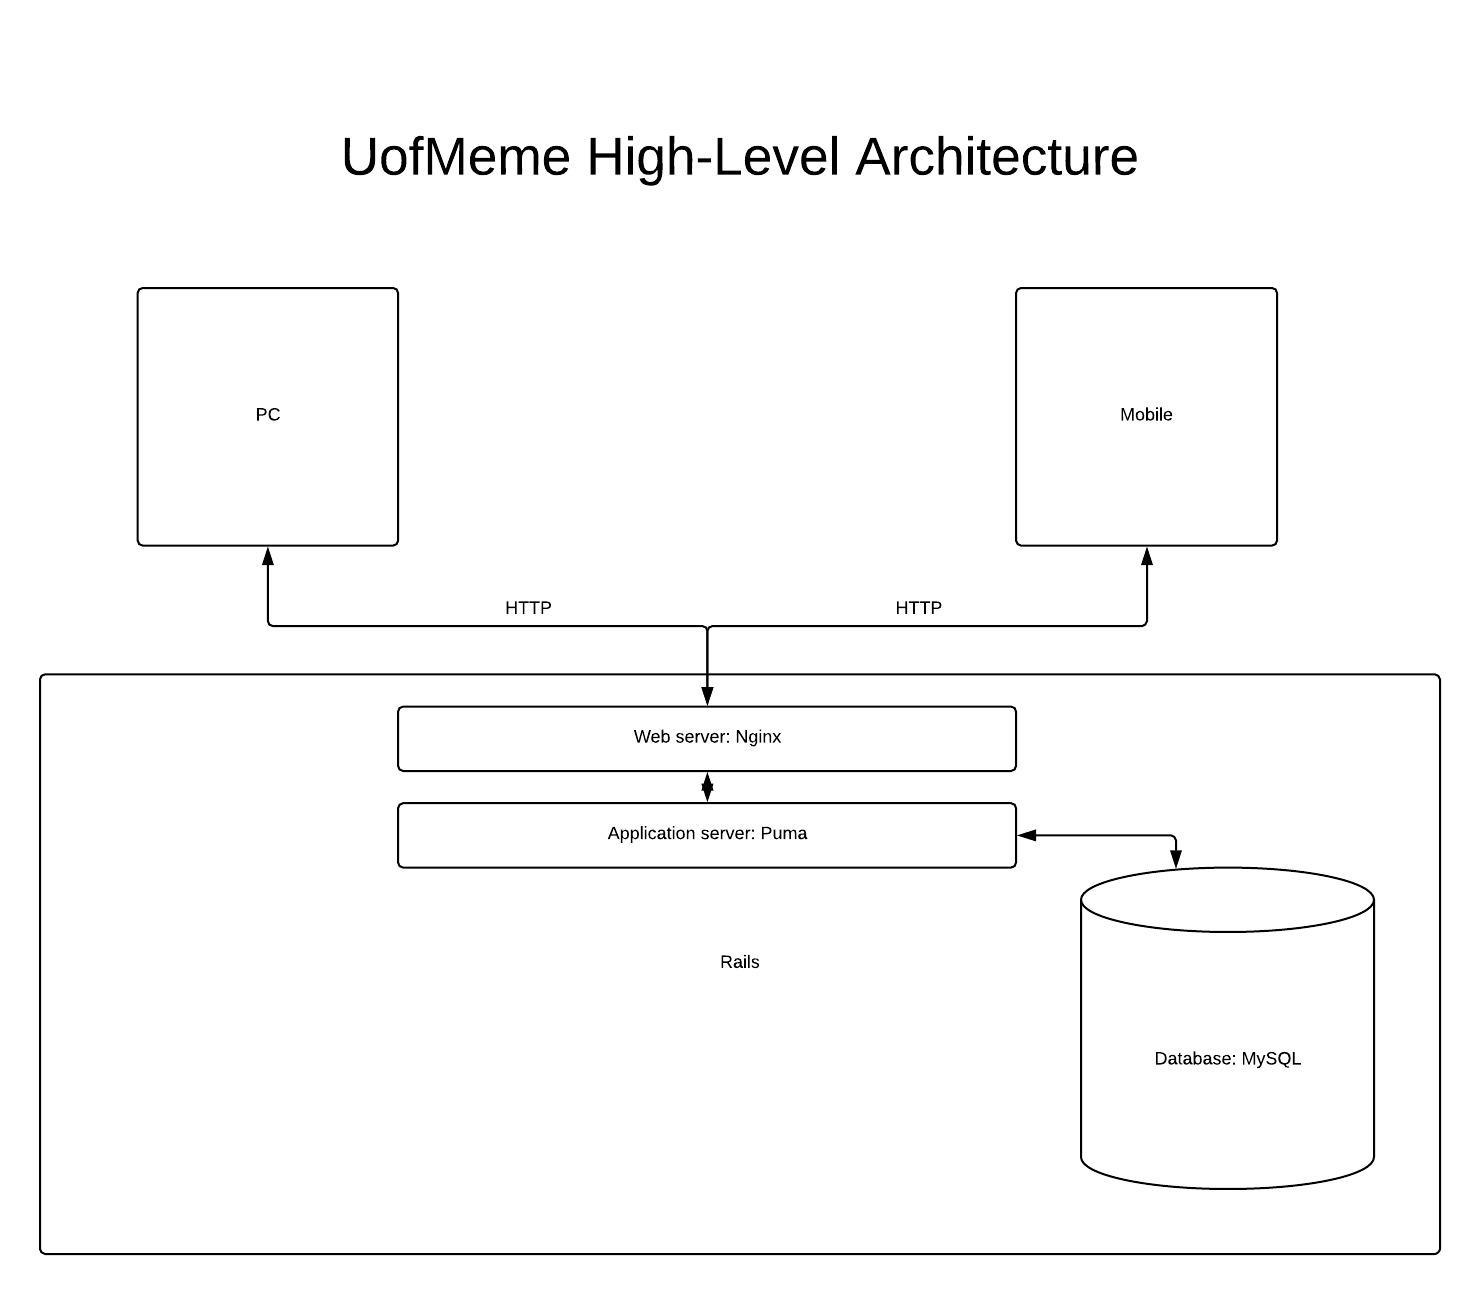 UofMeme High-Level Architecture
PC
Mobile
HTTP
HTTP
Web server: Nginx
Application server: Puma
Rails
Database: MySQL